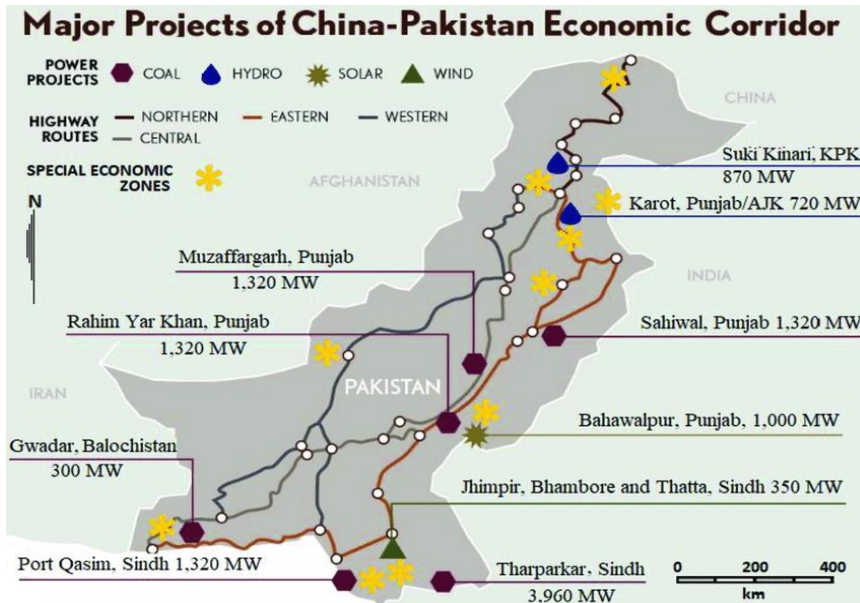 Major Projects of China-Pakistan Economic Corridor
POWER PROJECTS
COAL
HYDRO
SOLAR
WIND
HIGHWAY ROUTES
NORTHERN
EASTERN
WESTERN
CENTRAL
SPECIAL ECONOMIC ZONES
N
CHINA
AFGHANISTAN
Suki Kinari, KPK
870 MW
Karot, Punjab/AJK 720 MW
Muzaffargarh, Punjab
1,320 MW
INDIA
Rahim Yar Khan, Punjab
1,320 MW
Sahiwal, Punjab 1,320 MW
PAKISTAN
IRAN
Bahawalpur, Punjab, 1,000 MW
Gwadar, Balochistan
300 MW
Jhimpir, Bhambore and Thatta, Sindh 350 MW
Port Qasim, Sindh 1,320 MW
Tharparkar, Sindh
3,960 MW
0 200 400
km